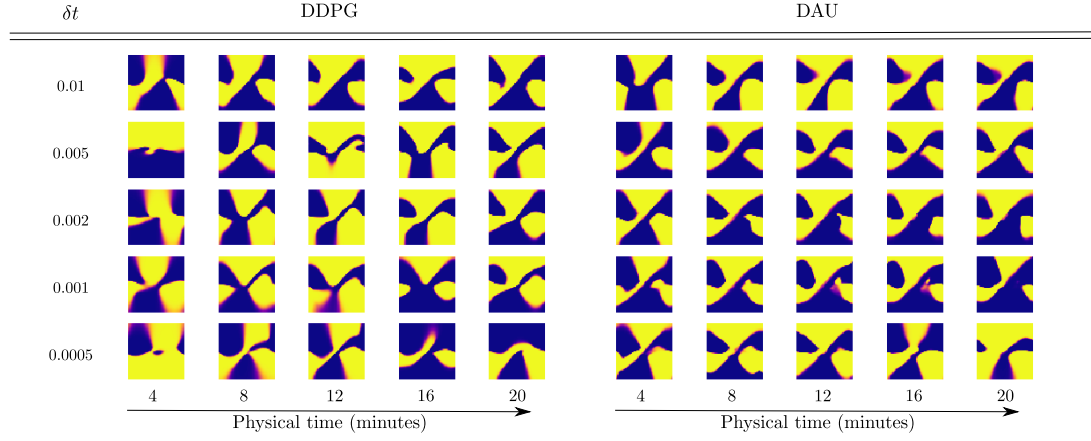 δt DDPG DAU
0.01
0.005
0.002
0.001
0.0005
4 8 12 16 20 4 8 12 16 20
Physical time (minutes) Physical time (minutes)